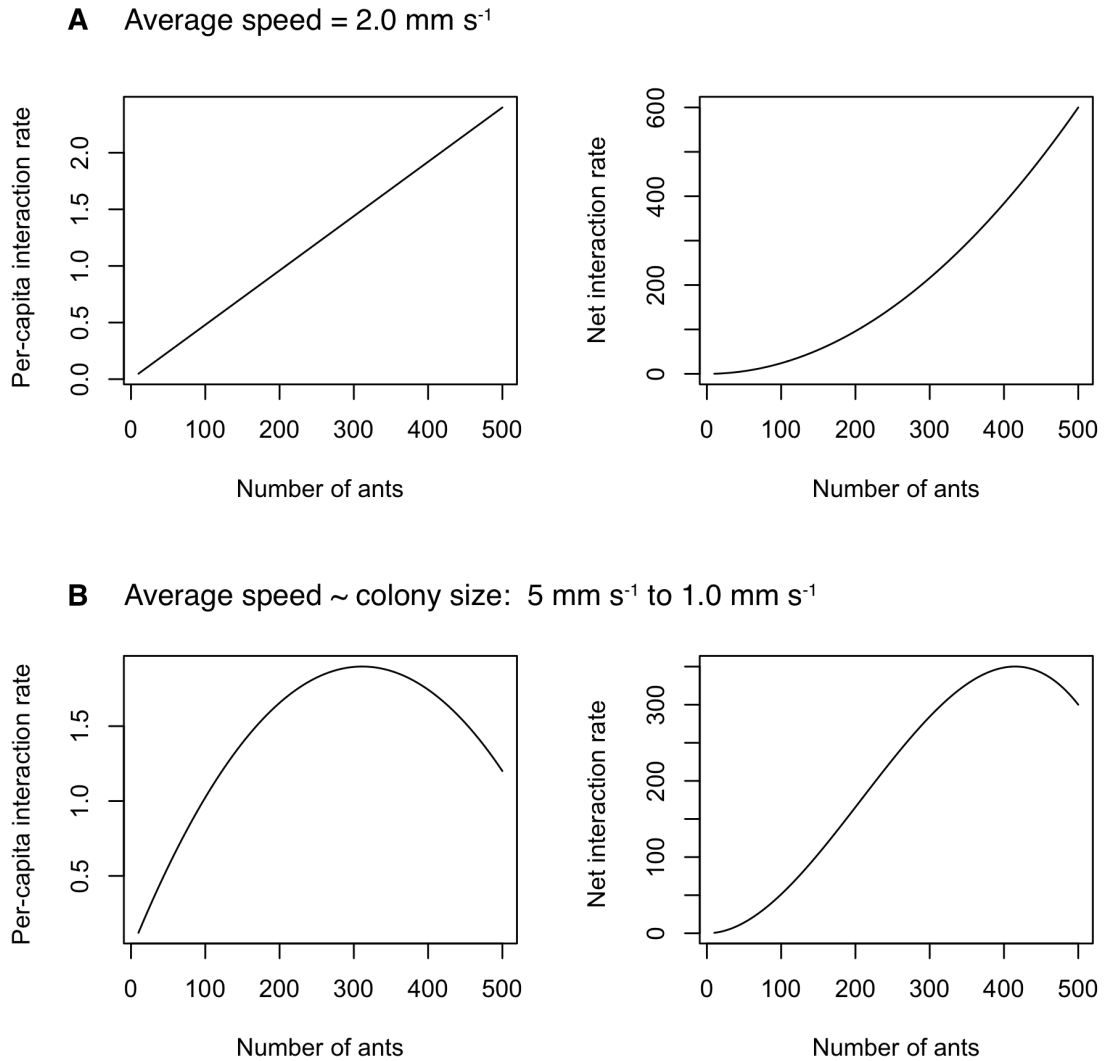 A Average speed = 2.0 mm s-1
Per-capita interaction rate
0.0 0.5 1.0 1.5 2.0
0 100 200 300 400 500
Number of ants
Net interaction rate
0 200 400 600
0 100 200 300 400 500
Number of ants
B Average speed ~ colony size: 5 mm s-1 to 1.0 mm s-1
Per-capita interaction rate
0.5 1.0 1.5
0 100 200 300 400 500
Number of ants
Net interaction rate
0 100 200 300
0 100 200 300 400 500
Number of ants